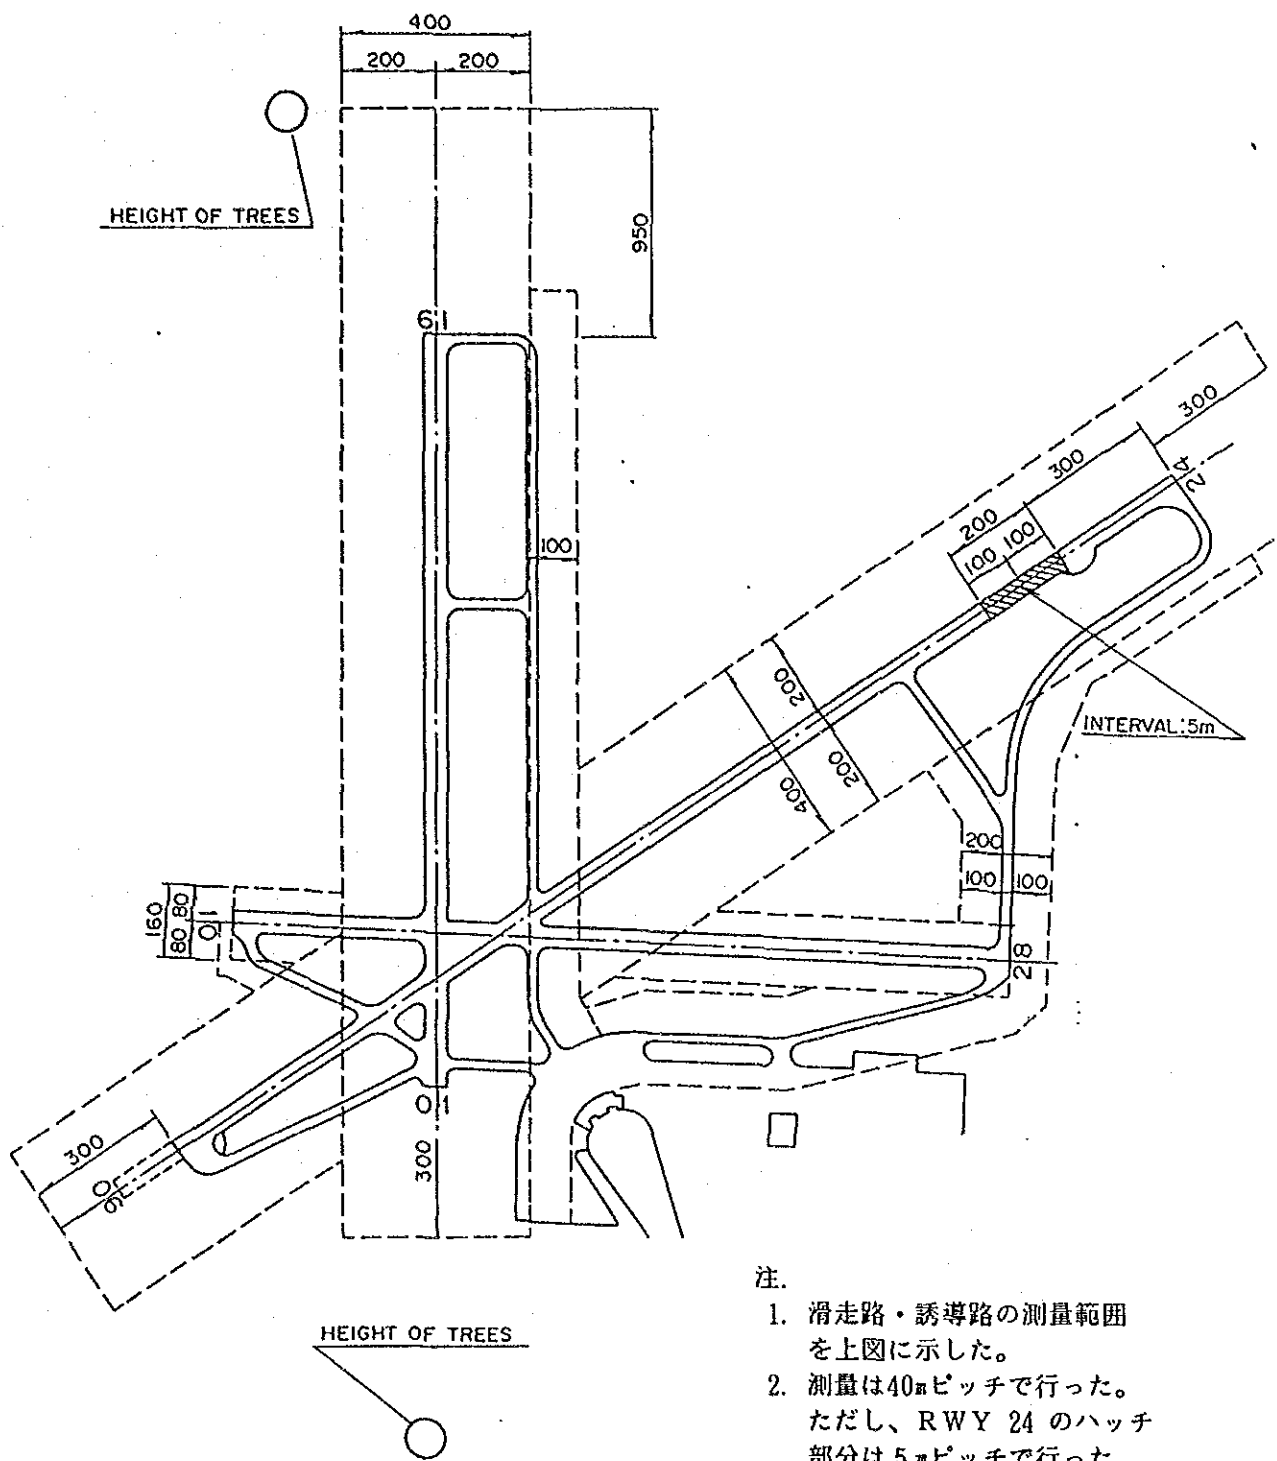 400
200 200
HEIGHT OF TREES
950
19
300
300
24
200
100 100
100
200
200
400
INTERVAL:5m
200
100 100
160
80 80
10
28
01
300
300
06
HEIGHT OF TREES
注.
1. 滑走路・誘導路の測量範囲
を上図に示した。
2. 測量は40mピッチで行った。
ただし、RWY 24 のハッチ
部分は5mピッチで行った